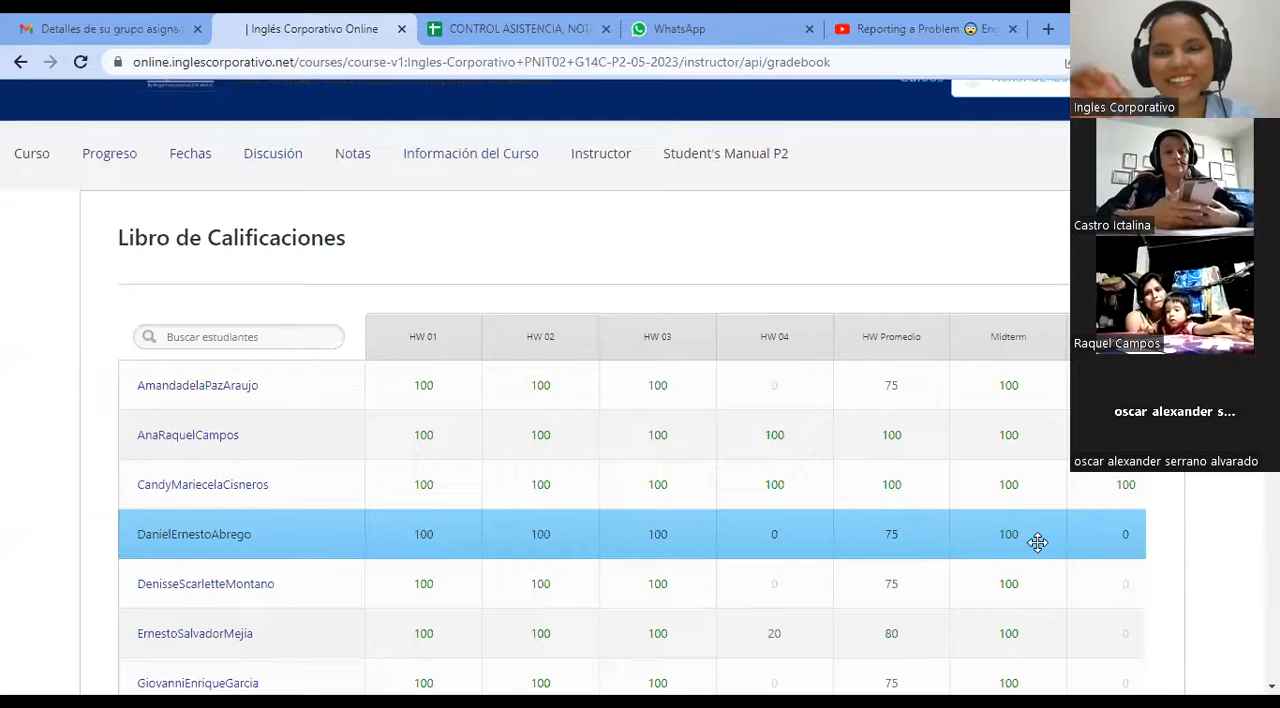 Detalles de su grupo asigna
| Inglés Corporativo Online
CONTROL ASISTENCIA, NOT
WhatsApp
Reporting a Problem 😨 En
online.inglescorporativo.net/courses/course-v1:Ingles-Corporativo+PNIT02+G14C-P2-05-2023/instructor/api/gradebook
Curso Progreso Fechas Discusión Notas Información del Curso Instructor Student's Manual P2
Libro de Calificaciones
Buscar estudiantes HW 01 HW 02 HW 03 HW 04 HW Promedio Midterm
AmandadelaPazAraujo 100 100 100 0 75 100
AnaRaquelCampos 100 100 100 100 100 100
CandyMariecelaCisneros 100 100 100 100 100 100 100
DanielErnestoAbrego 100 100 100 0 75 100 0
DenisseScarletteMontano 100 100 100 0 75 100 0
ErnestoSalvadorMejia 100 100 100 20 80 100 0
GiovanniEnriqueGarcia 100 100 100 0 75 100 0
Ingles Corporativo
Castro Ictalina
Raquel Campos
oscar alexander s...
oscar alexander serrano alvarado